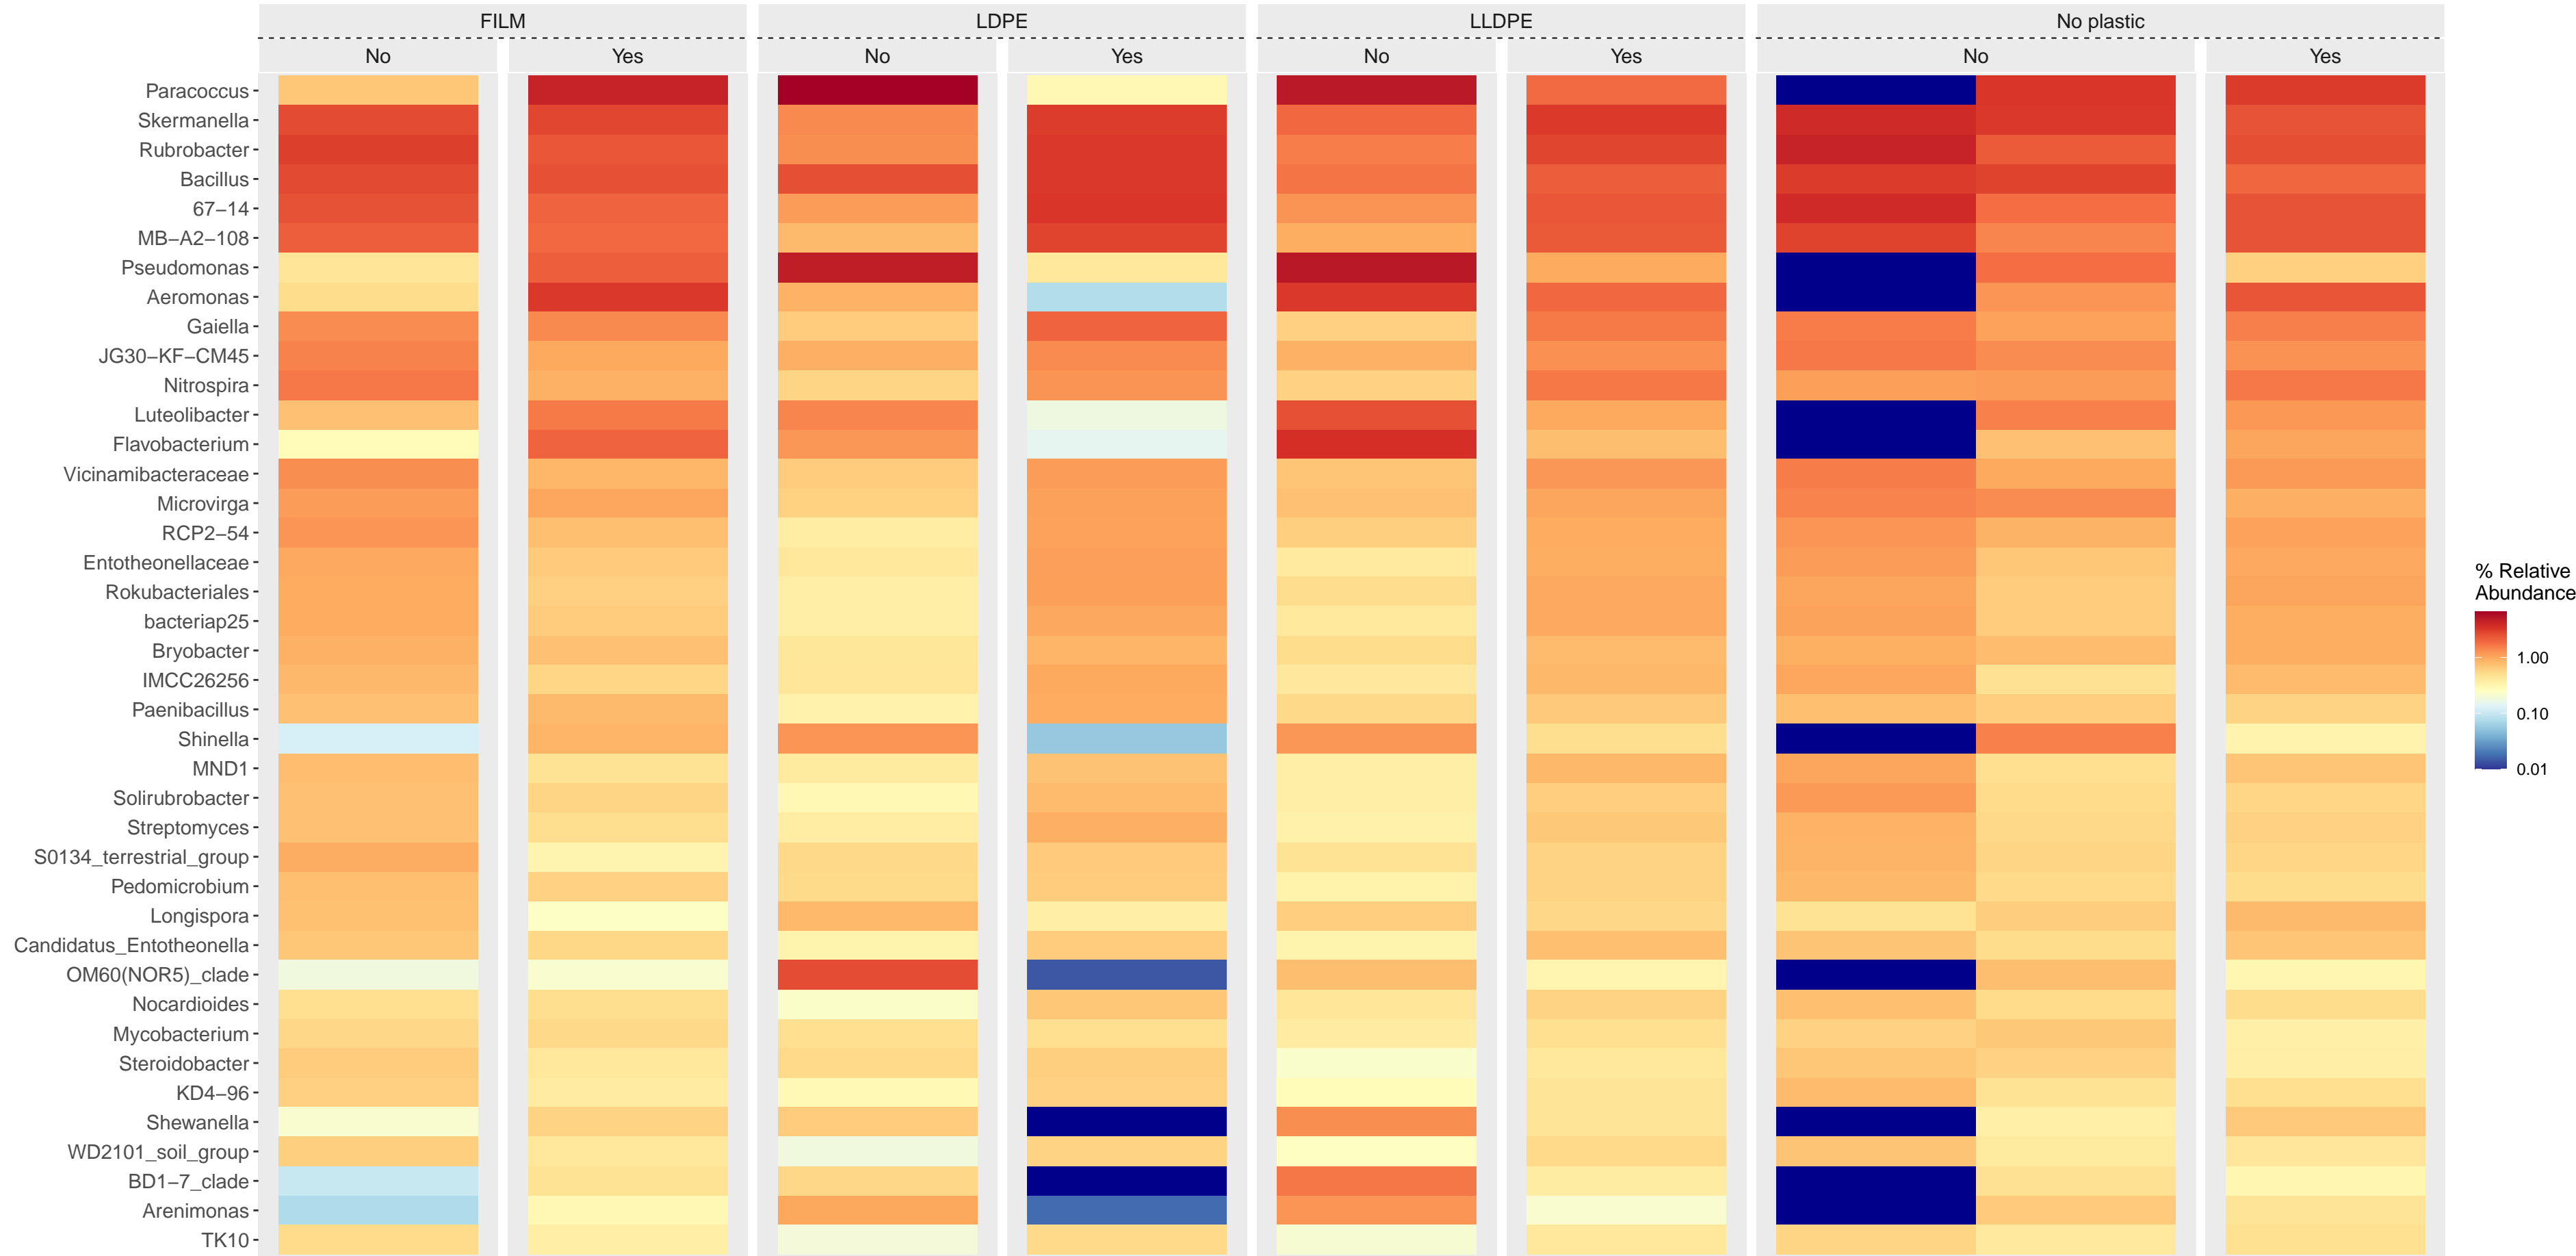 FILM LDPE LLDPE No plastic
No Yes No Yes No Yes No Yes
Paracoccus
Skermanella
Rubrobacter
Bacillus
67−14
MB−A2−108
Pseudomonas
Aeromonas
Gaiella
JG30−KF−CM45
Nitrospira
Luteolibacter
Flavobacterium
Vicinamibacteraceae
Microvirga
RCP2−54
Entotheonellaceae
Rokubacteriales
bacteriap25
Bryobacter
IMCC26256
Paenibacillus
Shinella
MND1
Solirubrobacter
Streptomyces
S0134_terrestrial_group
Pedomicrobium
Longispora
Candidatus_Entotheonella
OM60(NOR5)_clade
Nocardioides
Mycobacterium
Steroidobacter
KD4−96
Shewanella
WD2101_soil_group
BD1−7_clade
Arenimonas
TK10
% Relative
Abundance
1.00
0.10
0.01